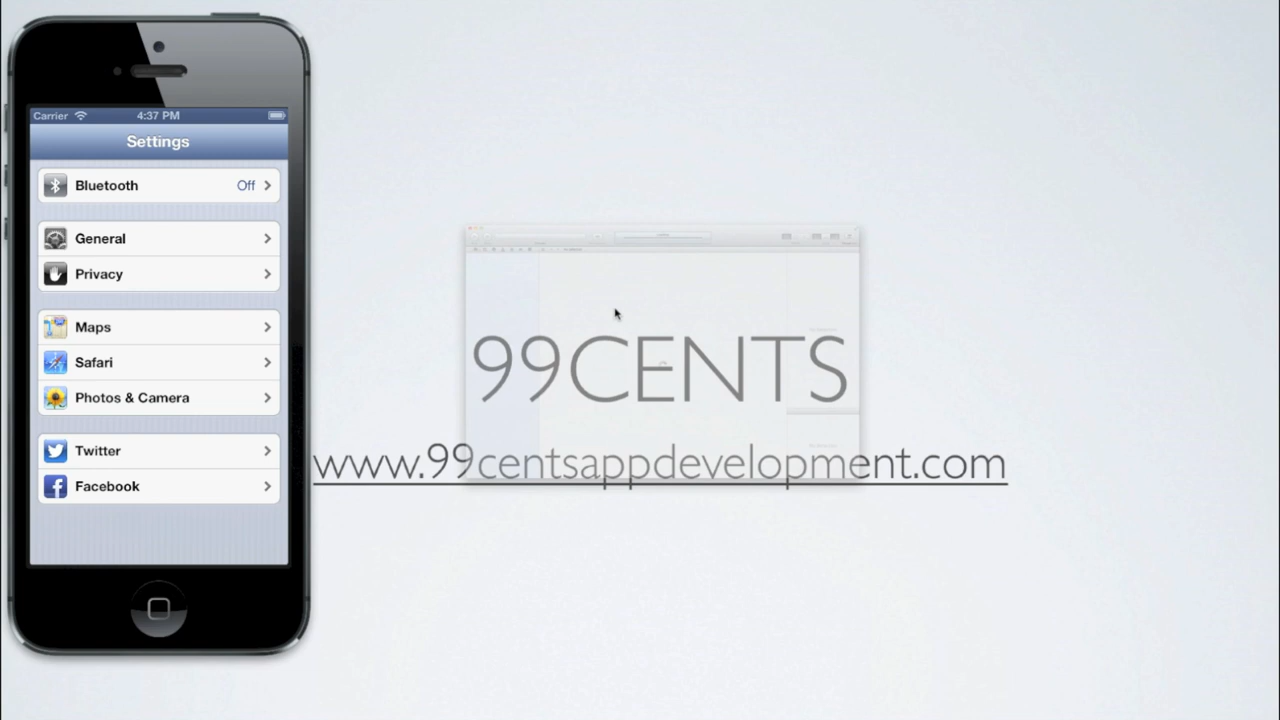 Carrier 4:37 PM
Settings
Bluetooth Off
General
Privacy
Maps
Safari
Photos & Camera
Twitter
Facebook
99CENTS
www.99centsappdevelopment.com